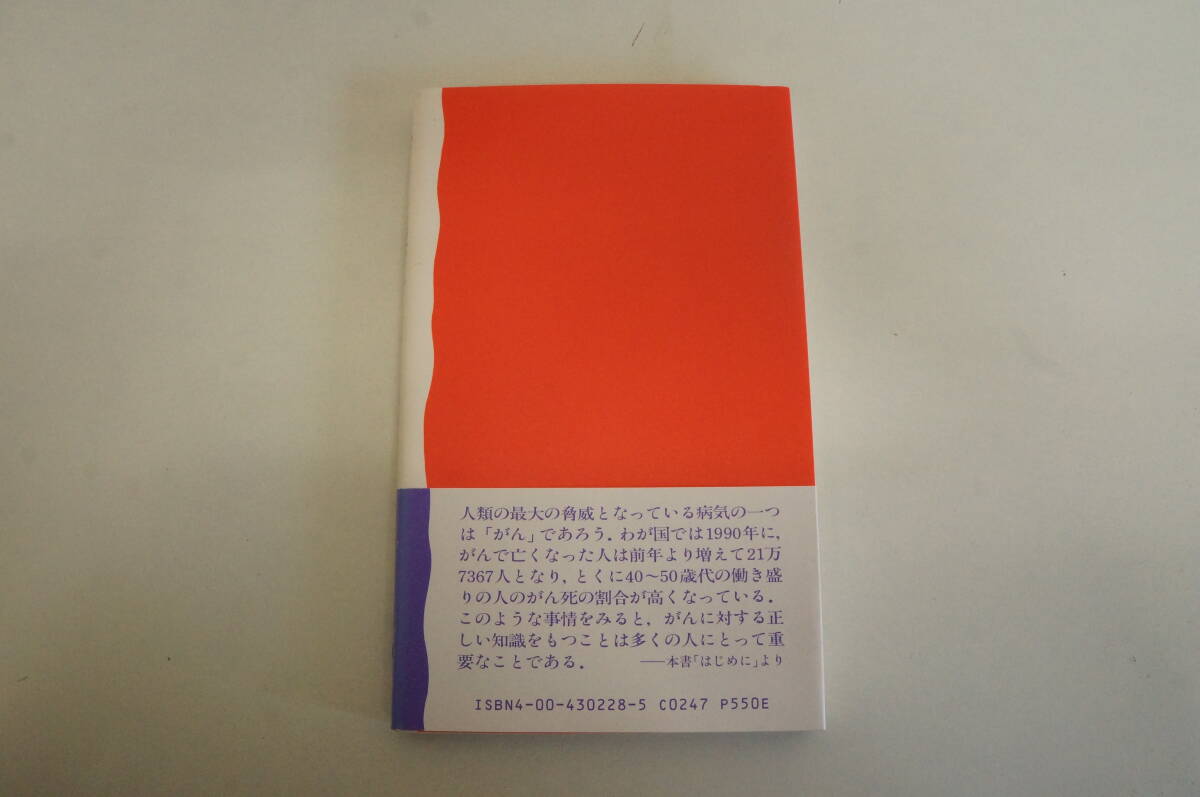 人類の最大の脅威となっている病気の一つ
は「がん」であろう．わが国では1990年に，
がんで亡くなった人は前年より増えて21万
7367人となり，とくに40〜50歳代の働き盛
りの人のがん死の割合が高くなっている．
このような事情をみると，がんに対する正
しい知識をもつことは多くの人にとって重
要なことである．　──本書「はじめに」より
ISBN4-00-430228-5 C0247 P550E